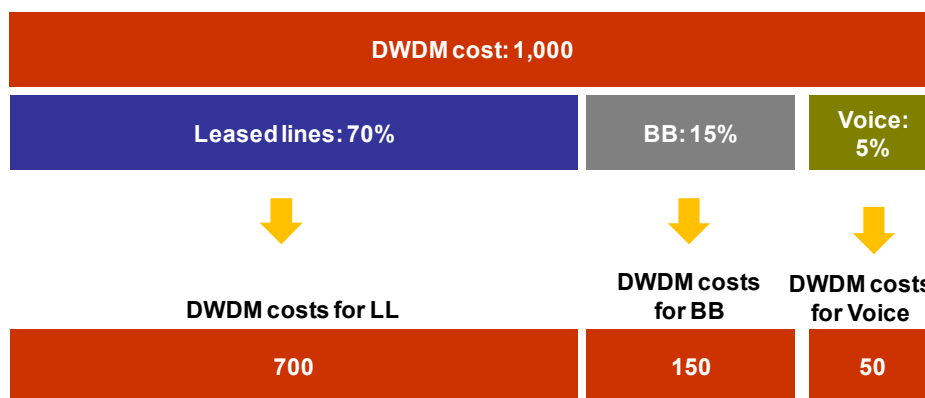 DWDM cost: 1,000
Leased lines: 70%
BB: 15%
Voice:
5%
DWDM costs for LL
DWDM costs
for BB
DWDM costs
for Voice
700
150
50